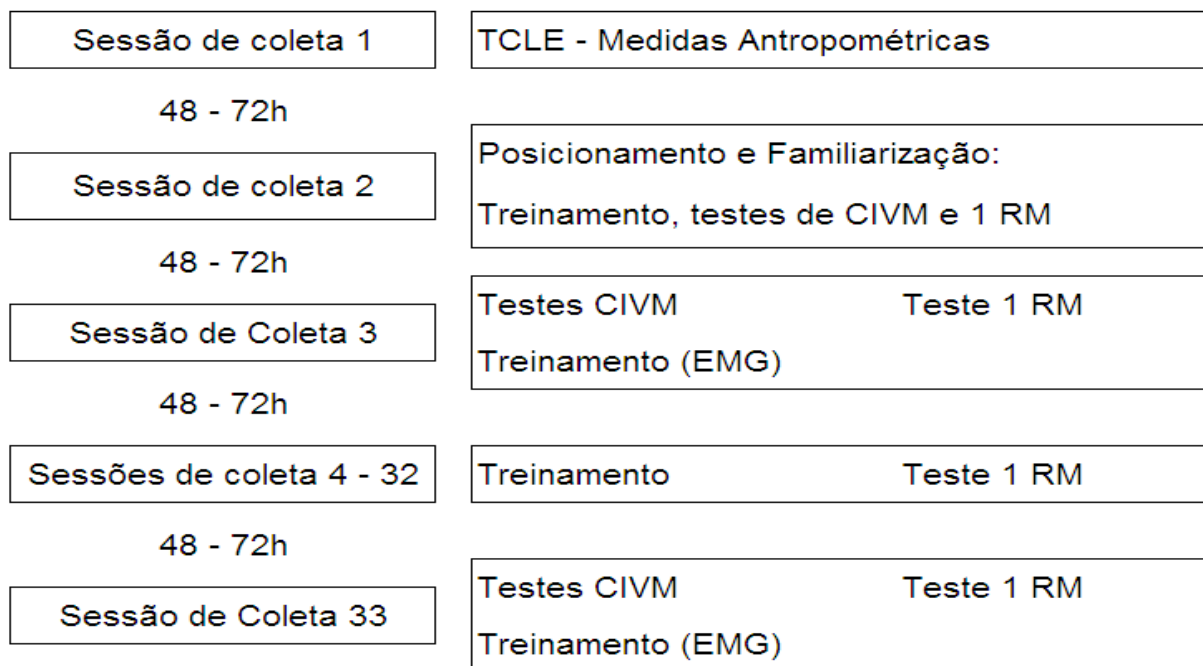 Sessão de coleta 1
TCLE - Medidas Antropométricas
48 - 72h
Sessão de coleta 2
Posicionamento e Familiarização:
Treinamento, testes de CIVM e 1 RM
48 - 72h
Sessão de Coleta 3
Testes CIVM Teste 1 RM
Treinamento (EMG)
48 - 72h
Sessões de coleta 4 - 32
Treinamento Teste 1 RM
48 - 72h
Sessão de Coleta 33
Testes CIVM Teste 1 RM
Treinamento (EMG)